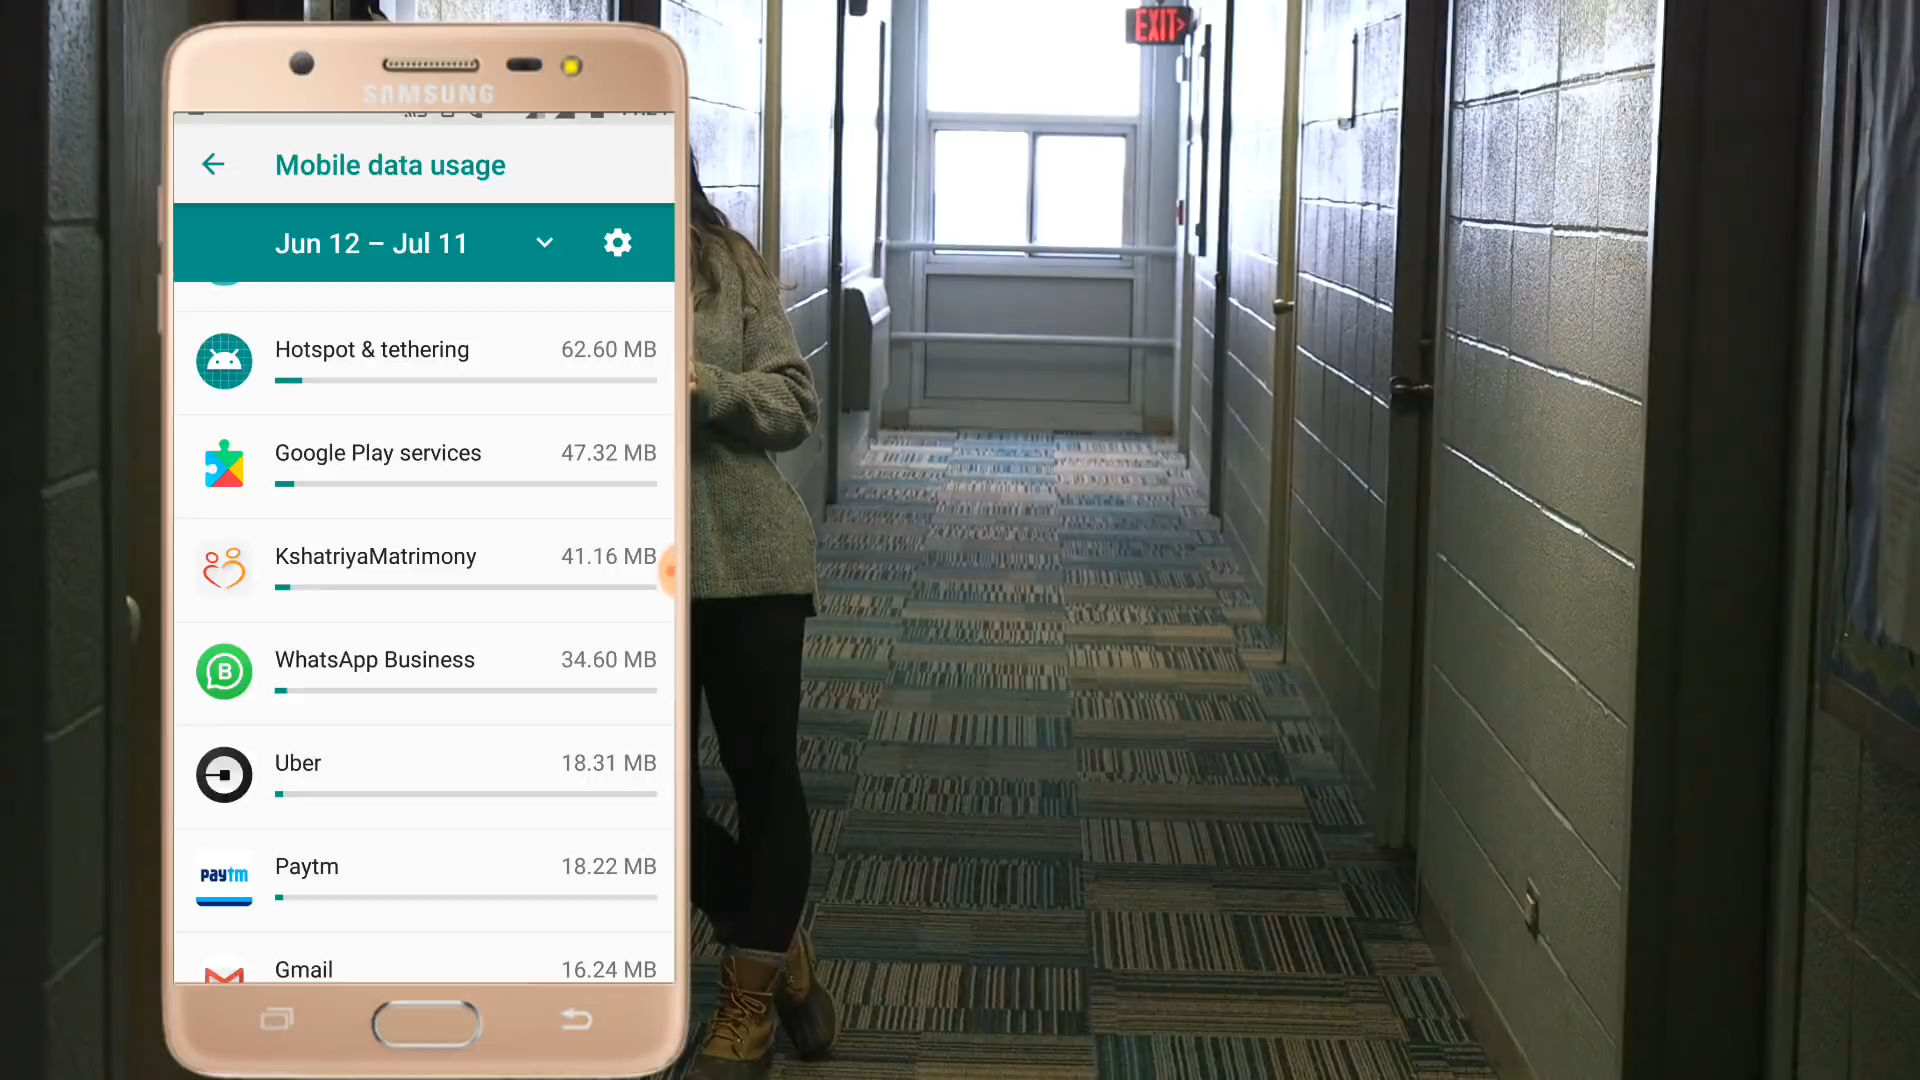 EXIT
SAMSUNG
Mobile data usage
Jun 12 – Jul 11
Hotspot & tethering 62.60 MB
Google Play services 47.32 MB
KshatriyaMatrimony 41.16 MB
WhatsApp Business 34.60 MB
B
Uber 18.31 MB
Paytm 18.22 MB
paytm
Gmail 16.24 MB